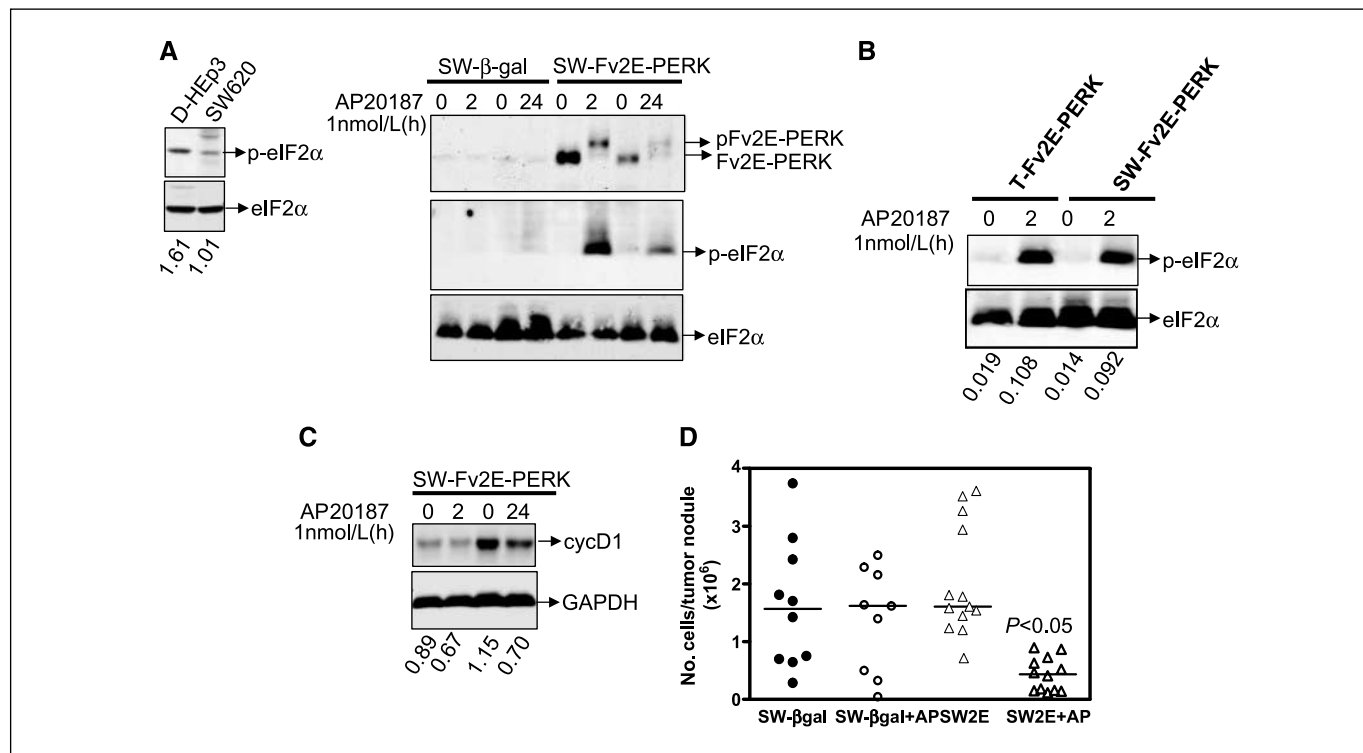 A
D-HEp3
SW620
p-eIF2α
eIF2α
1.61
1.01
SW-β-gal
SW-Fv2E-PERK
AP20187
1nmol/L(h)
0 2 0 24 0 2 0 24
pFv2E-PERK
Fv2E-PERK
p-eIF2α
eIF2α
B
T-Fv2E-PERK
SW-Fv2E-PERK
AP20187
1nmol/L(h)
0 2 0 2
p-eIF2α
eIF2α
0.019
0.108
0.014
0.092
C
SW-Fv2E-PERK
AP20187
1nmol/L(h)
0 2 0 24
cycD1
GAPDH
0.89
0.67
1.15
0.70
D
No. cells/tumor nodule
(x10⁶)
4
3
2
1
0
P<0.05
SW-βgal SW-βgal+AP SW2E SW2E+AP